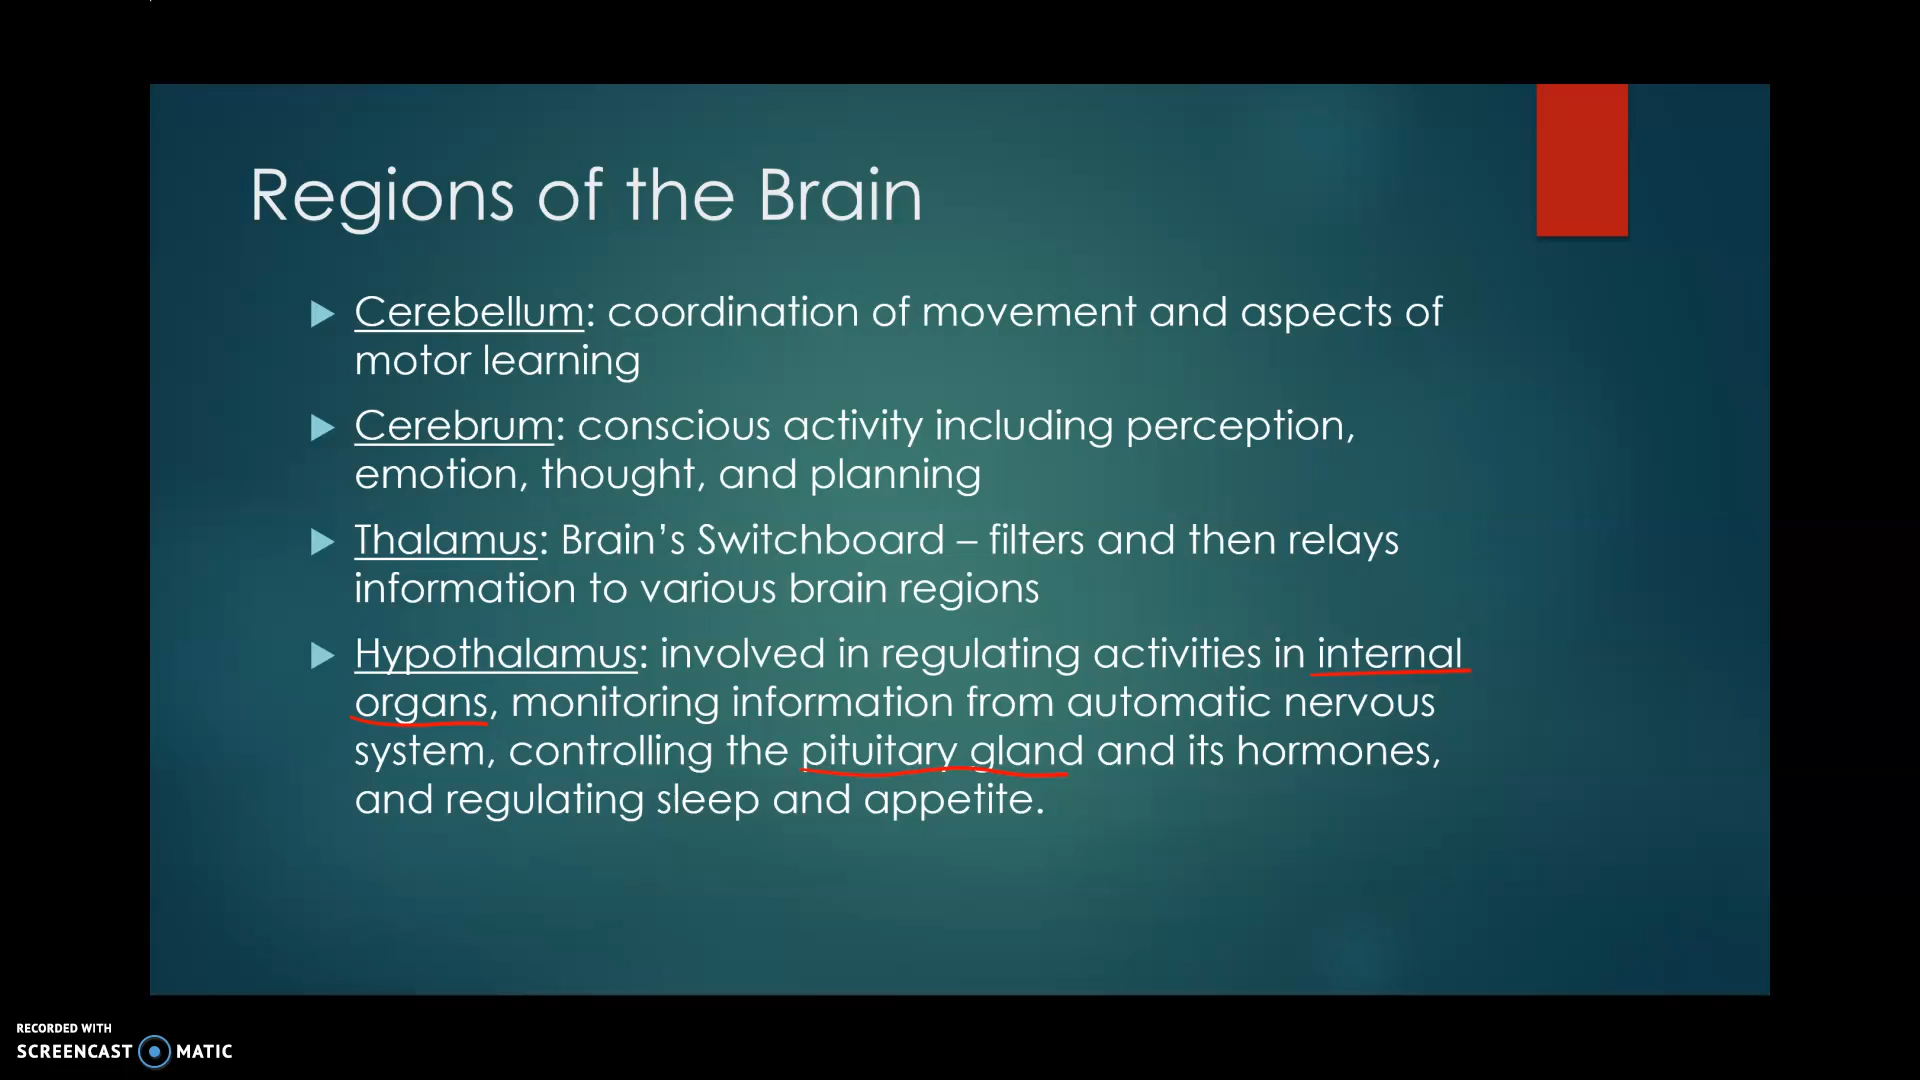 Regions of the Brain
Cerebellum: coordination of movement and aspects of
motor learning
Cerebrum: conscious activity including perception,
emotion, thought, and planning
Thalamus: Brain’s Switchboard – filters and then relays
information to various brain regions
Hypothalamus: involved in regulating activities in internal
organs, monitoring information from automatic nervous
system, controlling the pituitary gland and its hormones,
and regulating sleep and appetite.
RECORDED WITH
SCREENCAST MATIC